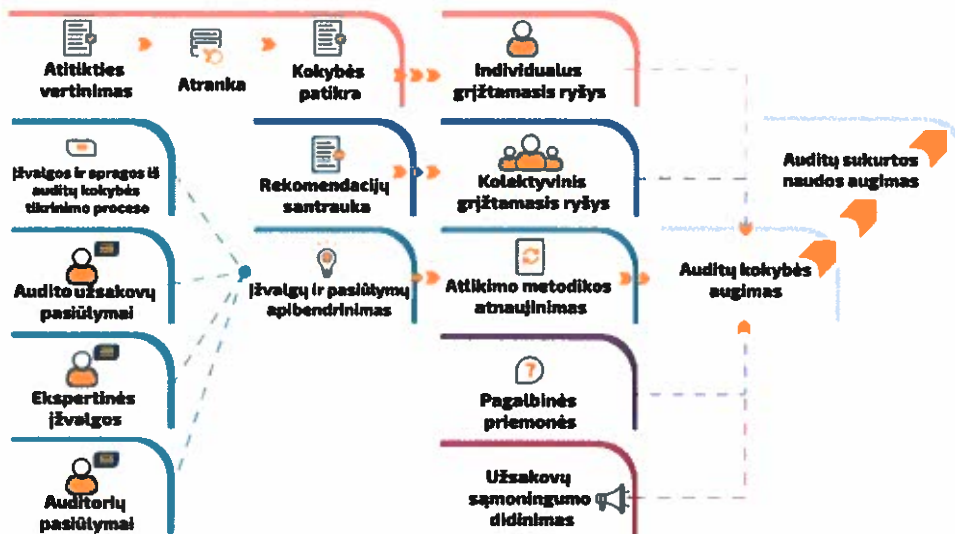 Atitikties
vertinimas
Atranka
Kokybės
patikra
Individualus
grįžtamasis ryšys
Įžvalgos ir spragos iš
auditų kokybės
tikrinimo proceso
Rekomendacijų
santrauka
Kolektyvinis
grįžtamasis ryšys
Auditų sukurtos
naudos augimas
Audito užsakovų
pasiūlymai
Įžvalgų ir pasiūlymų
apibendrinimas
Atlikimo metodikos
atnaujinimas
Auditų kokybės
augimas
Ekspertinės
įžvalgos
?
Pagalbinės
priemonės
Auditorių
pasiūlymai
Užsakovų
sąmoningumo
didinimas